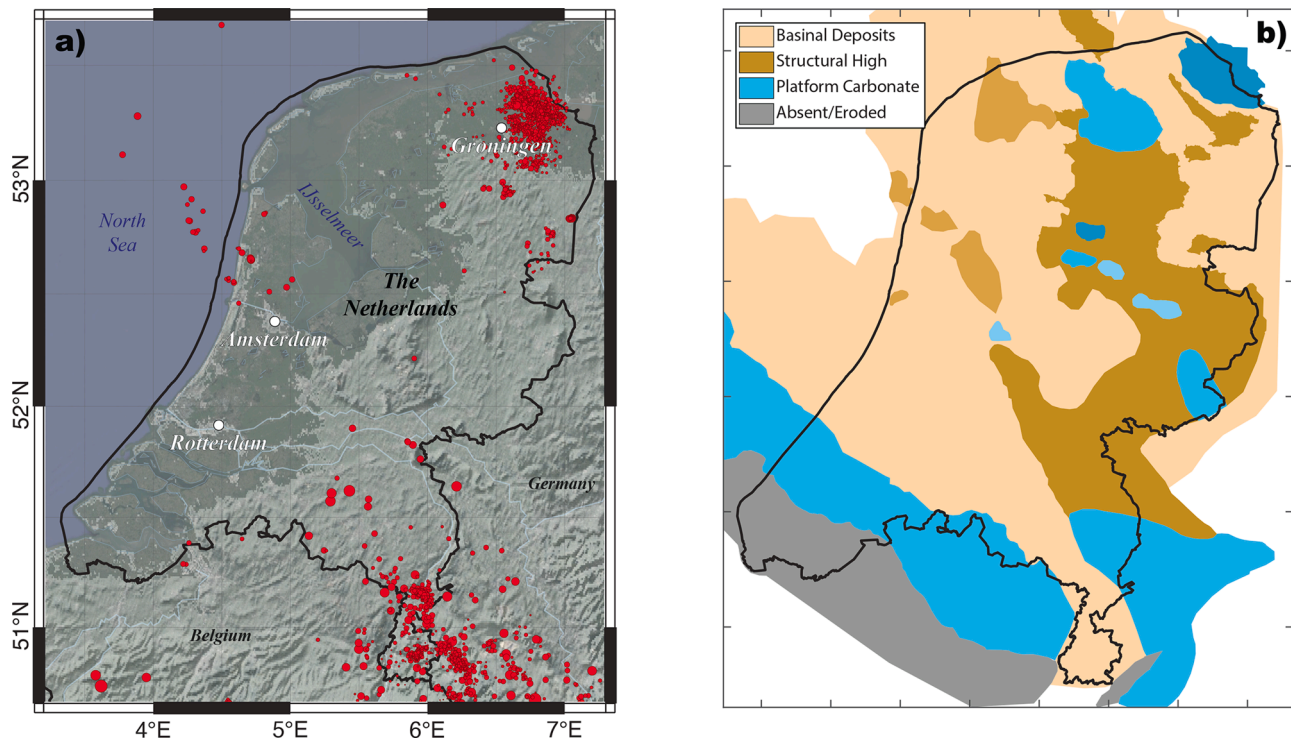 a)
53°N
52°N
51°N
4°E
5°E
6°E
7°E
North
Sea
IJsselmeer
Groningen
The
Netherlands
Amsterdam
Rotterdam
Germany
Belgium
b)
Basinal Deposits
Structural High
Platform Carbonate
Absent/Eroded